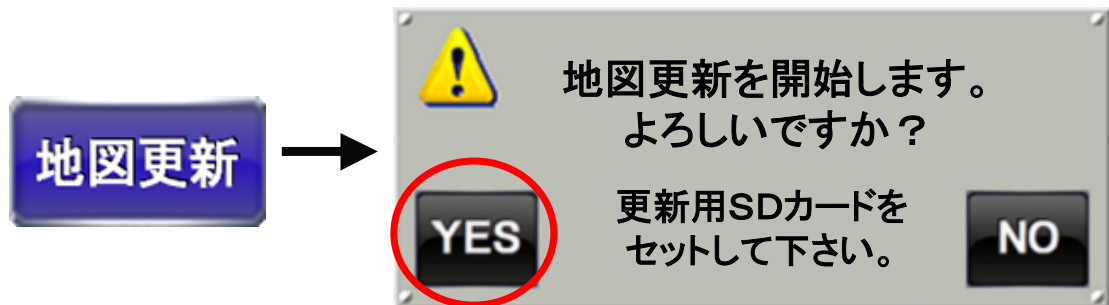 地図更新
地図更新を開始します。
よろしいですか？
更新用SDカードを
セットして下さい。
YES
NO